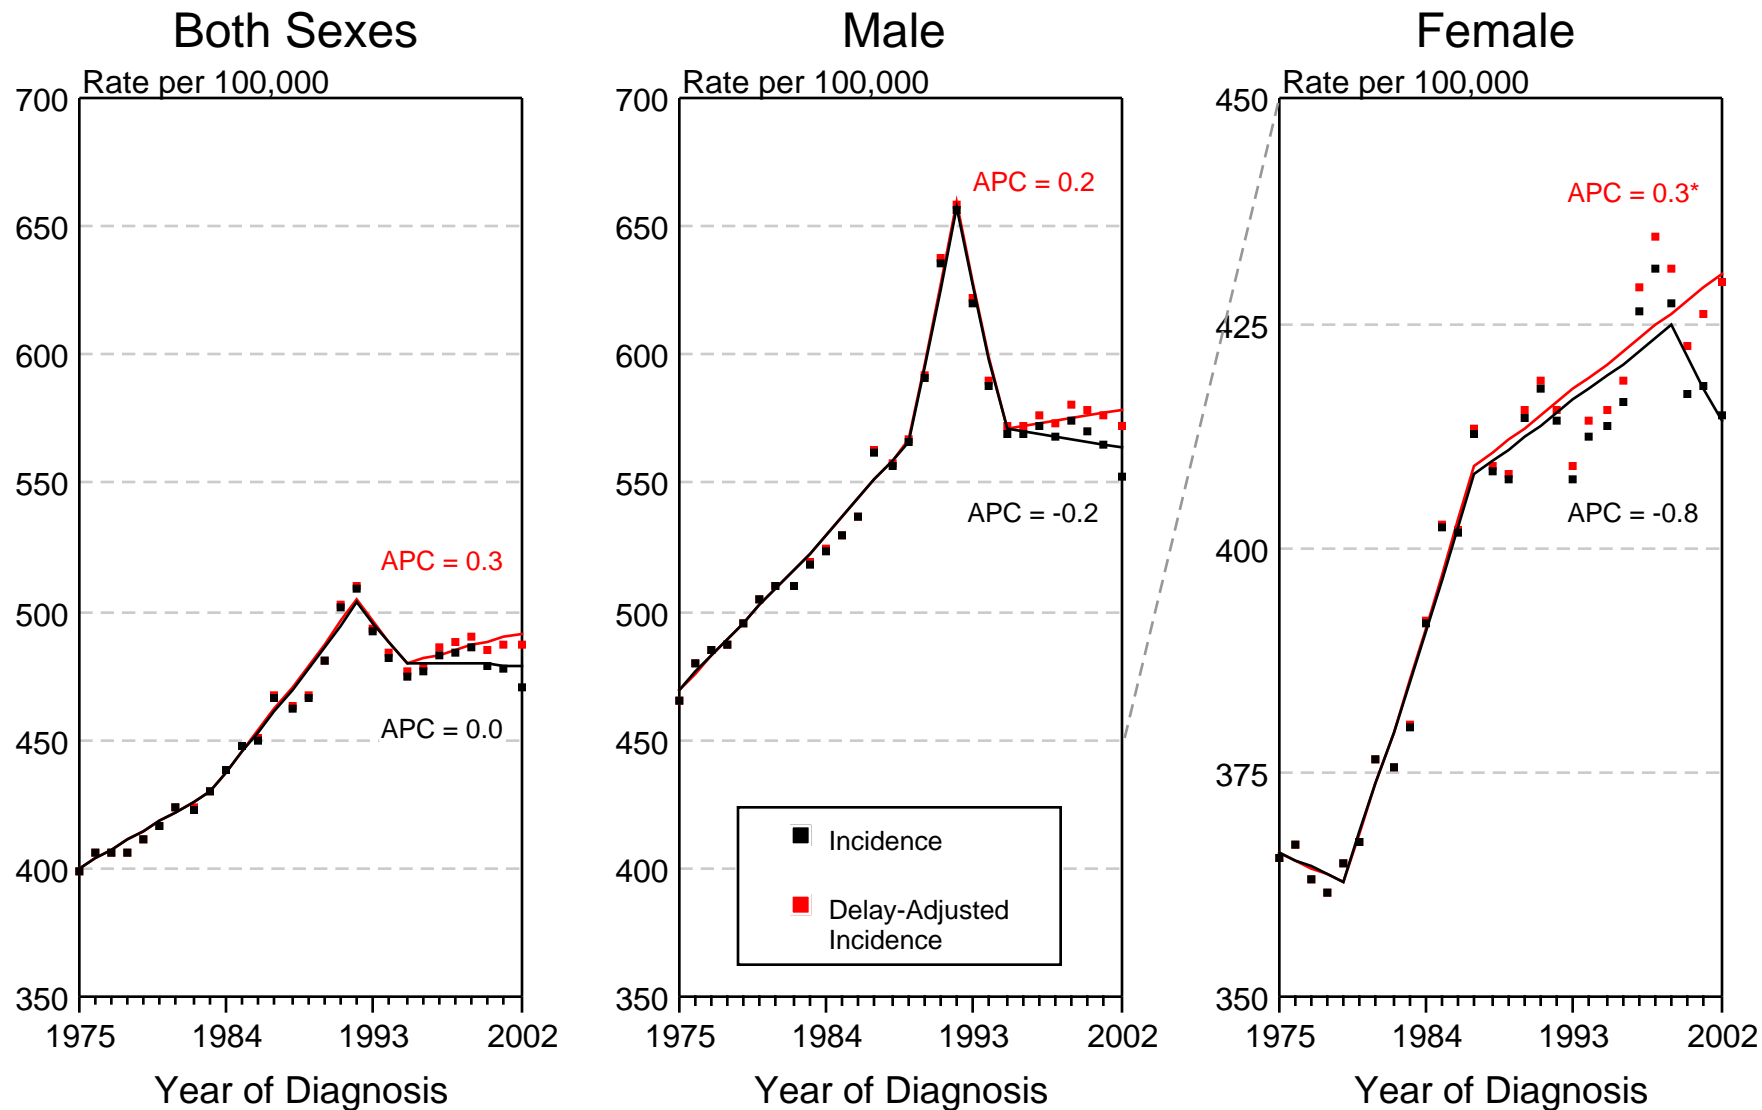 Both Sexes
Rate per 100,000
700
650
600
550
500
450
400
350
APC = 0.3
APC = 0.0
1975 1984 1993 2002
Year of Diagnosis
Male
Rate per 100,000
700
650
600
550
500
450
400
350
APC = 0.2
APC = -0.2
Incidence
Delay-Adjusted
Incidence
1975 1984 1993 2002
Year of Diagnosis
Female
Rate per 100,000
450
425
400
375
350
APC = 0.3*
APC = -0.8
1975 1984 1993 2002
Year of Diagnosis